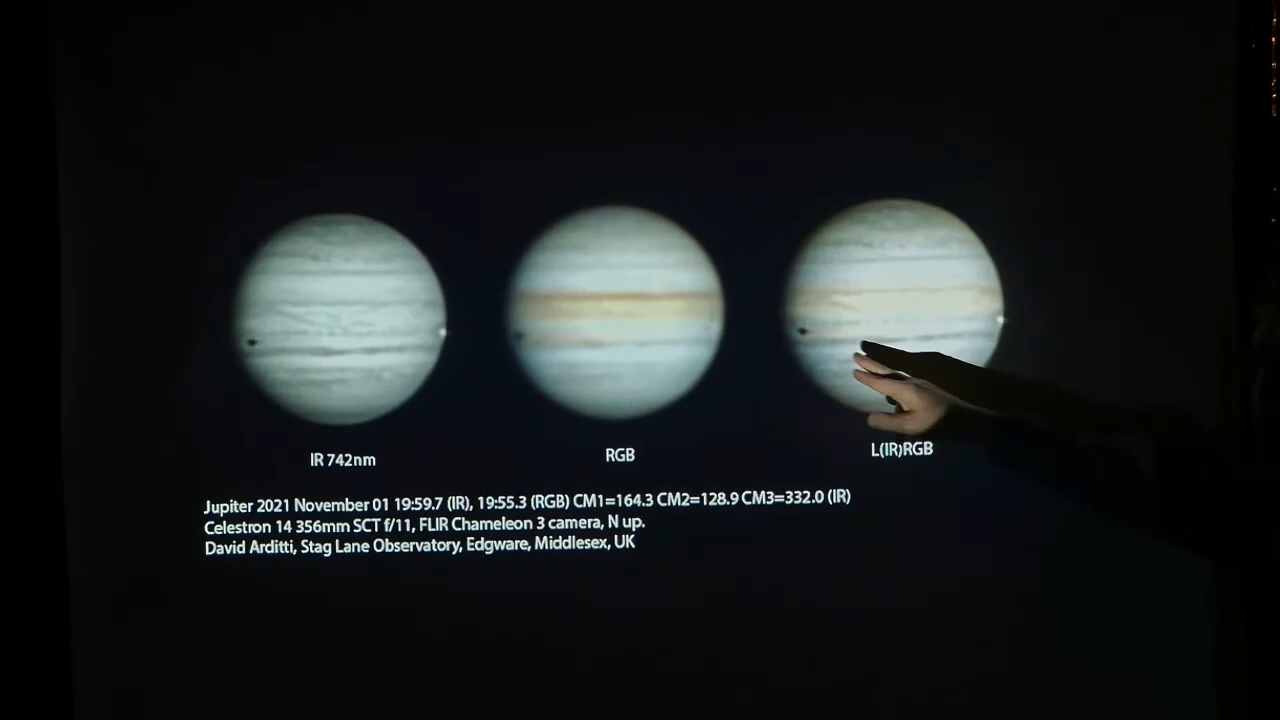 IR 742nm
RGB
L(IR)RGB
Jupiter 2021 November 01 19:59.7 (IR), 19:55.3 (RGB) CM1=164.3 CM2=128.9 CM3=332.0 (IR)
Celestron 14 356mm SCT f/11, FLIR Chameleon 3 camera, N up.
David Arditti, Stag Lane Observatory, Edgware, Middlesex, UK